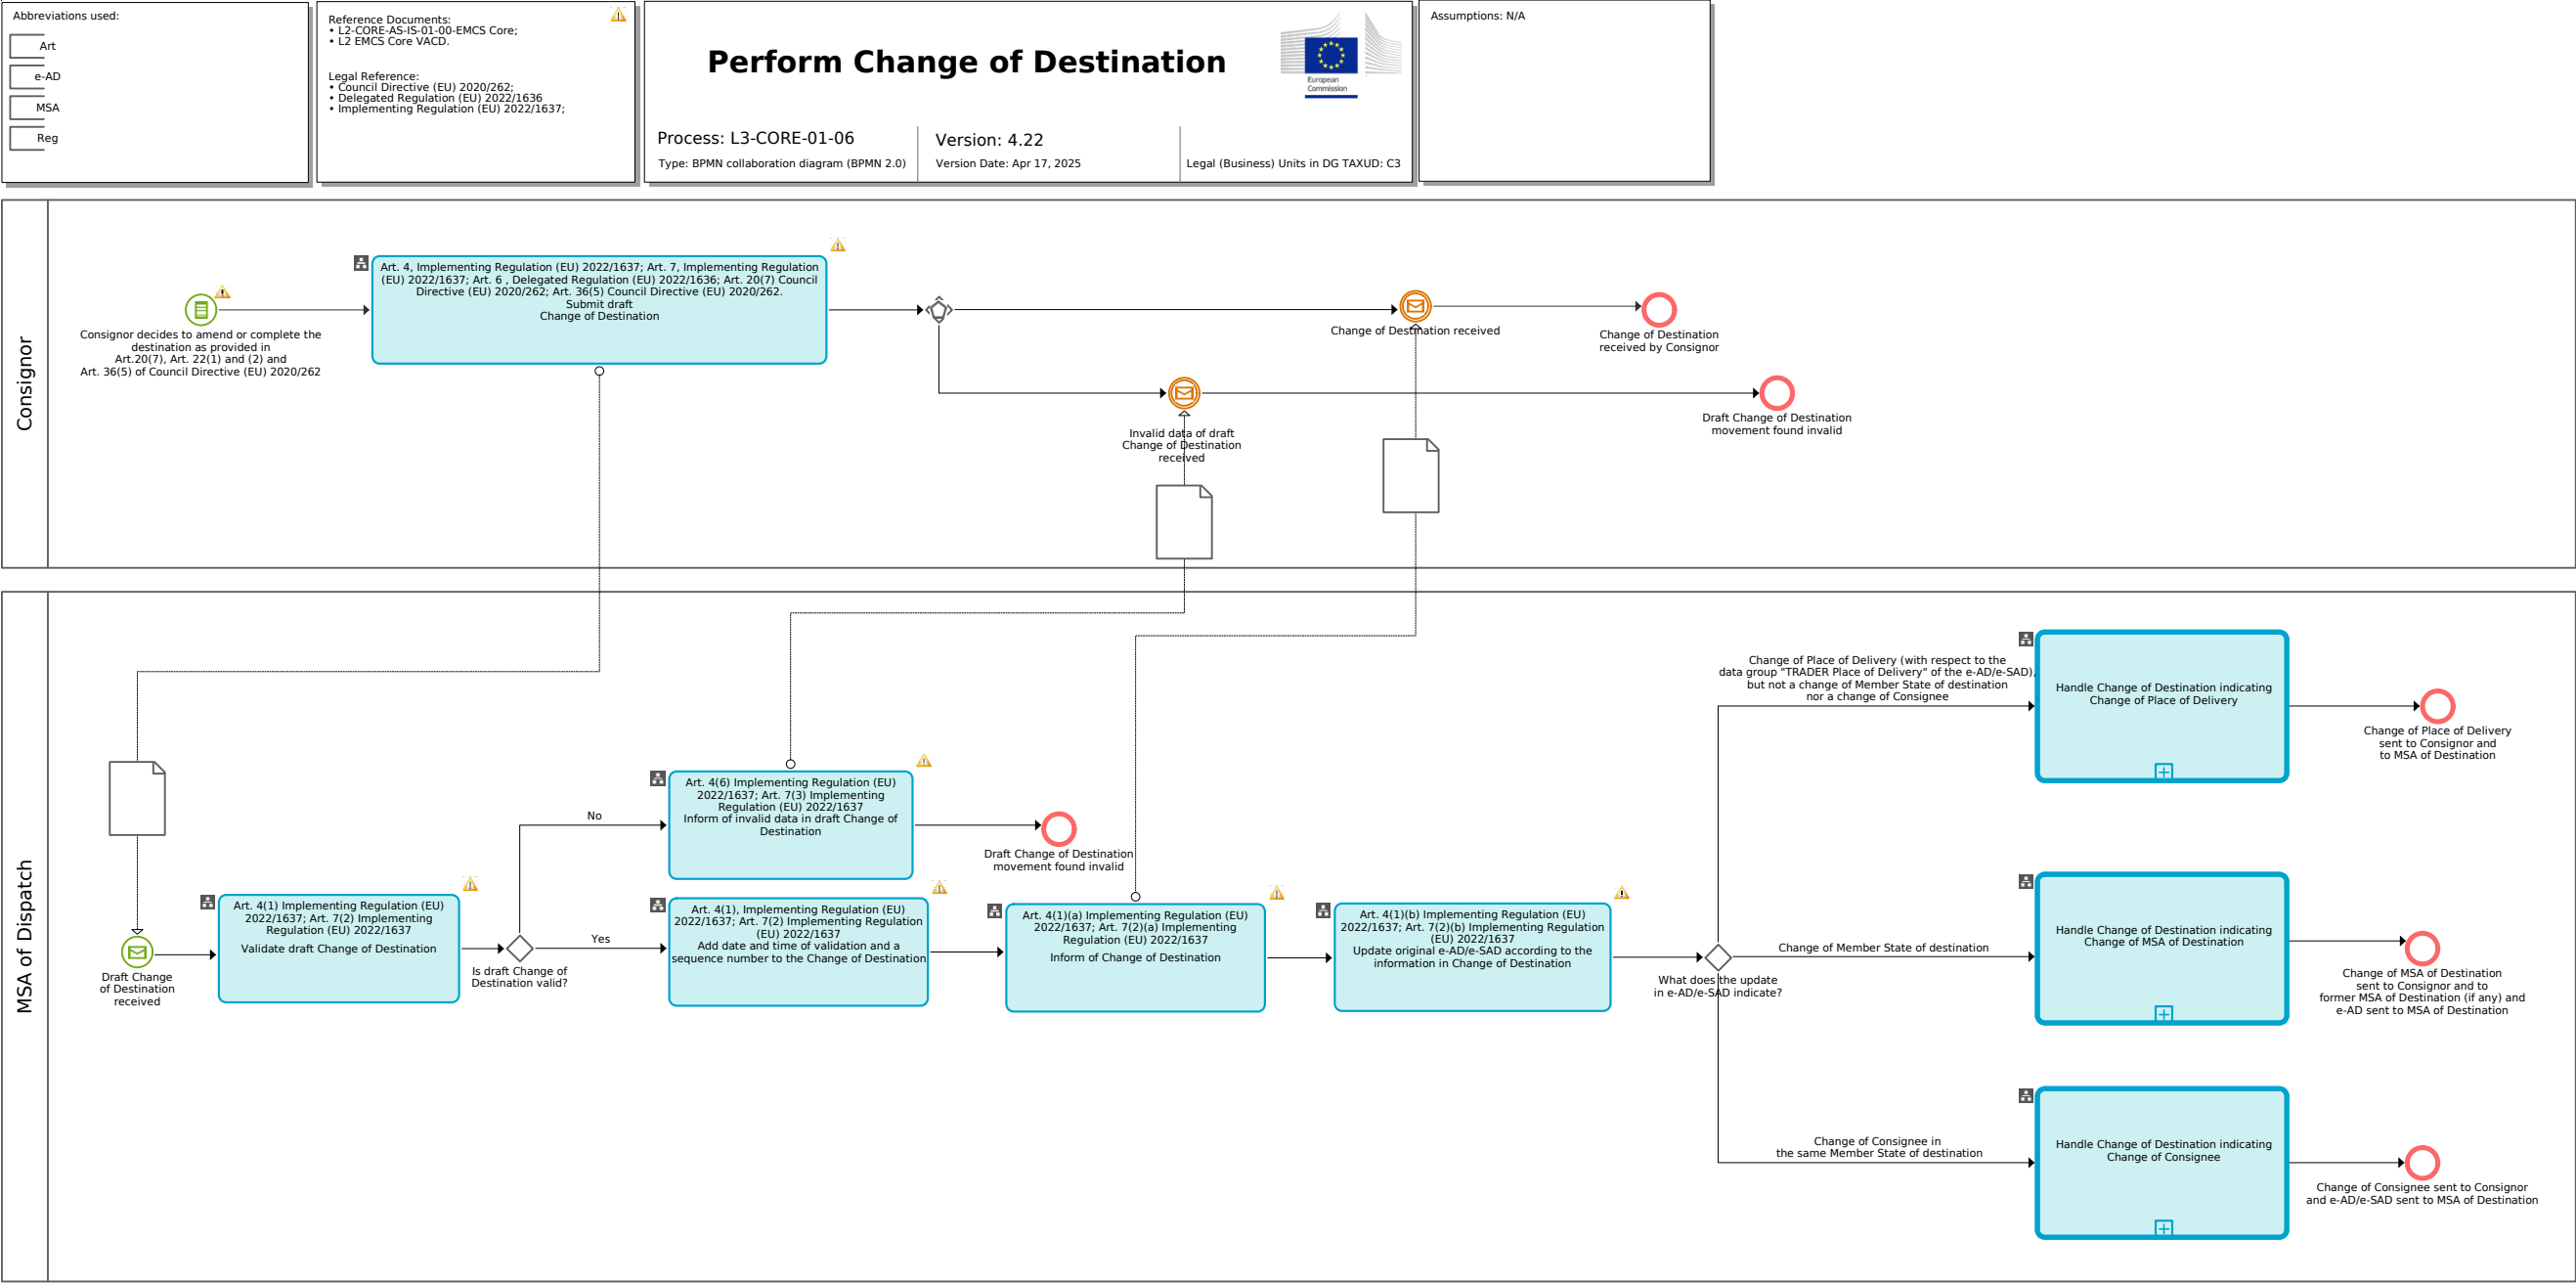 Abbreviations used:
Art
e-AD
MSA
Reg
Reference Documents:
• L2-CORE-AS-IS-01-00-EMCS Core;
• L2 EMCS Core VACD.
Legal Reference:
• Council Directive (EU) 2020/262;
• Delegated Regulation (EU) 2022/1636
• Implementing Regulation (EU) 2022/1637;
Perform Change of Destination
European
Commission
Process: L3-CORE-01-06
Type: BPMN collaboration diagram (BPMN 2.0)
Version: 4.22
Version Date: Apr 17, 2025
Legal (Business) Units in DG TAXUD: C3
Assumptions: N/A
Consignor
Consignor decides to amend or complete the
destination as provided in
Art.20(7), Art. 22(1) and (2) and
Art. 36(5) of Council Directive (EU) 2020/262
Art. 4, Implementing Regulation (EU) 2022/1637; Art. 7, Implementing Regulation
(EU) 2022/1637; Art. 6 , Delegated Regulation (EU) 2022/1636; Art. 20(7) Council
Directive (EU) 2020/262; Art. 36(5) Council Directive (EU) 2020/262.
Submit draft
Change of Destination
Change of Destination received
Change of Destination
received by Consignor
Invalid data of draft
Change of Destination
received
Draft Change of Destination
movement found invalid
MSA of Dispatch
Draft Change
of Destination
received
Art. 4(1) Implementing Regulation (EU)
2022/1637; Art. 7(2) Implementing
Regulation (EU) 2022/1637
Validate draft Change of Destination
Is draft Change of
Destination valid?
No
Yes
Art. 4(6) Implementing Regulation (EU)
2022/1637; Art. 7(3) Implementing
Regulation (EU) 2022/1637
Inform of invalid data in draft Change of
Destination
Draft Change of Destination
movement found invalid
Art. 4(1), Implementing Regulation (EU)
2022/1637; Art. 7(2) Implementing Regulation
(EU) 2022/1637
Add date and time of validation and a
sequence number to the Change of Destination
Art. 4(1)(a) Implementing Regulation (EU)
2022/1637; Art. 7(2)(a) Implementing
Regulation (EU) 2022/1637
Inform of Change of Destination
Art. 4(1)(b) Implementing Regulation (EU)
2022/1637; Art. 7(2)(b) Implementing Regulation
(EU) 2022/1637
Update original e-AD/e-SAD according to the
information in Change of Destination
What does the update
in e-AD/e-SAD indicate?
Change of Place of Delivery (with respect to the
data group "TRADER Place of Delivery" of the e-AD/e-SAD),
but not a change of Member State of destination
nor a change of Consignee
Handle Change of Destination indicating
Change of Place of Delivery
Change of Place of Delivery
sent to Consignor and
to MSA of Destination
Change of Member State of destination
Handle Change of Destination indicating
Change of MSA of Destination
Change of MSA of Destination
sent to Consignor and to
former MSA of Destination (if any) and
e-AD sent to MSA of Destination
Change of Consignee in
the same Member State of destination
Handle Change of Destination indicating
Change of Consignee
Change of Consignee sent to Consignor
and e-AD/e-SAD sent to MSA of Destination